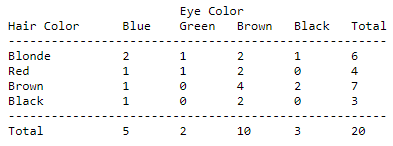 Eye Color
Hair Color Blue Green Brown Black Total
--------------------------------------------------
Blonde 2 1 2 1 6
Red 1 1 2 0 4
Brown 1 0 4 2 7
Black 1 0 2 0 3
--------------------------------------------------
Total 5 2 10 3 20